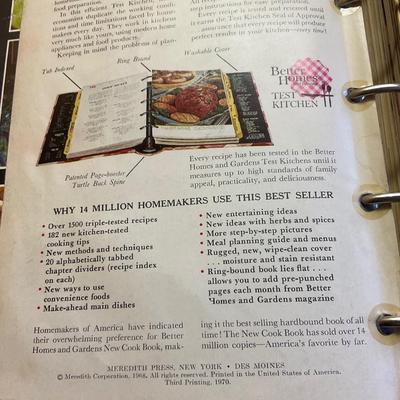 food preparation.
In this efficient Test Kitchen,
economists duplicate the working condi-
tions and time limitations faced by home-
makers every day. They work in kitchens
very much like yours, using modern home
appliances and food products.
Keeping in mind the problems of plan-
step instructions for easy preparation.
Every recipe is tested over and over until
it earns the Test Kitchen Seal of Approval
. . . assurance that every recipe will produce
perfect results in your kitchen—every time!
Tab Indexed
Ring Bound
Washable Cover
Patented Page-booster
Turtle Back Spine
Better
Homes
TEST
KITCHEN
Every recipe has been tested in the Better
Homes and Gardens Test Kitchens until it
measures up to high standards of family
appeal, practicality, and deliciousness.
WHY 14 MILLION HOMEMAKERS USE THIS BEST SELLER
• Over 1500 triple-tested recipes
• 182 new kitchen-tested
cooking tips
• New methods and techniques
• 20 alphabetically tabbed
chapter dividers (recipe index
on each)
• New ways to use
convenience foods
• Make-ahead main dishes
• New entertaining ideas
• New ideas with herbs and spices
• More step-by-step pictures
• Meal planning guide and menus
• Rugged, new, wipe-clean cover
. . . moisture and stain resistant
• Ring-bound book lies flat . . .
allows you to add pre-punched
pages each month from Better
Homes and Gardens magazine
Homemakers of America have indicated
their overwhelming preference for Better
Homes and Gardens New Cook Book, mak-
ing it the best selling hardbound book of all
time! The New Cook Book has sold over 14
million copies—America's favorite by far.
MEREDITH PRESS, NEW YORK • DES MOINES
© Meredith Corporation, 1968. All rights reserved. Printed in the United States of America.
Third Printing, 1970.